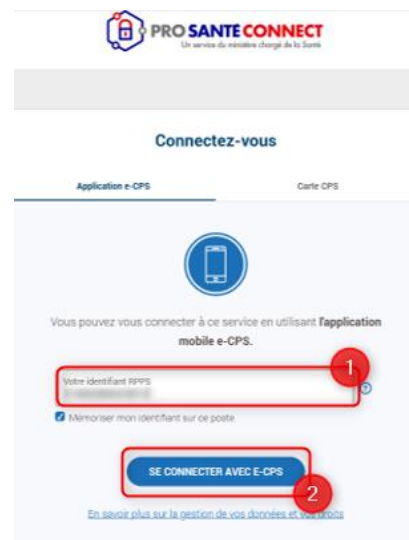 PRO SANTÉ CONNECT
Un service du ministère chargé de la Santé
Connectez-vous
Application e-CPS
Carte CPS
Vous pouvez vous connecter à ce service en utilisant l'application
mobile e-CPS.
1
Votre identifiant RPPS
?
Mémoriser mon identifiant sur ce poste
SE CONNECTER AVEC E-CPS
2
En savoir plus sur la gestion de vos données et vos droits